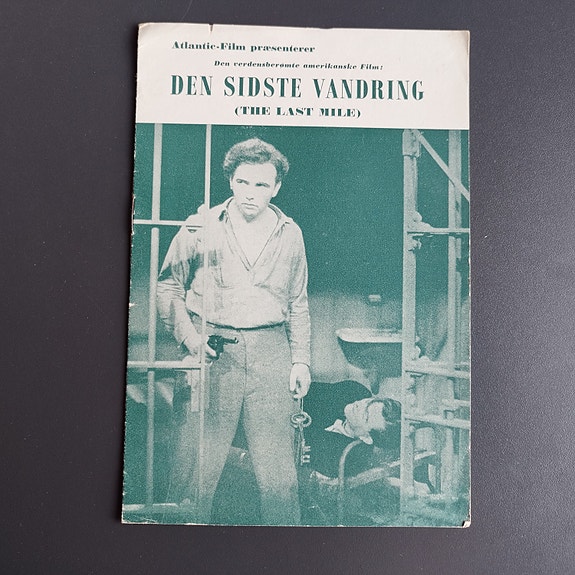 Atlantic-Film præsenterer
Den verdensberømte amerikanske Film:
DEN SIDSTE VANDRING
(THE LAST MILE)